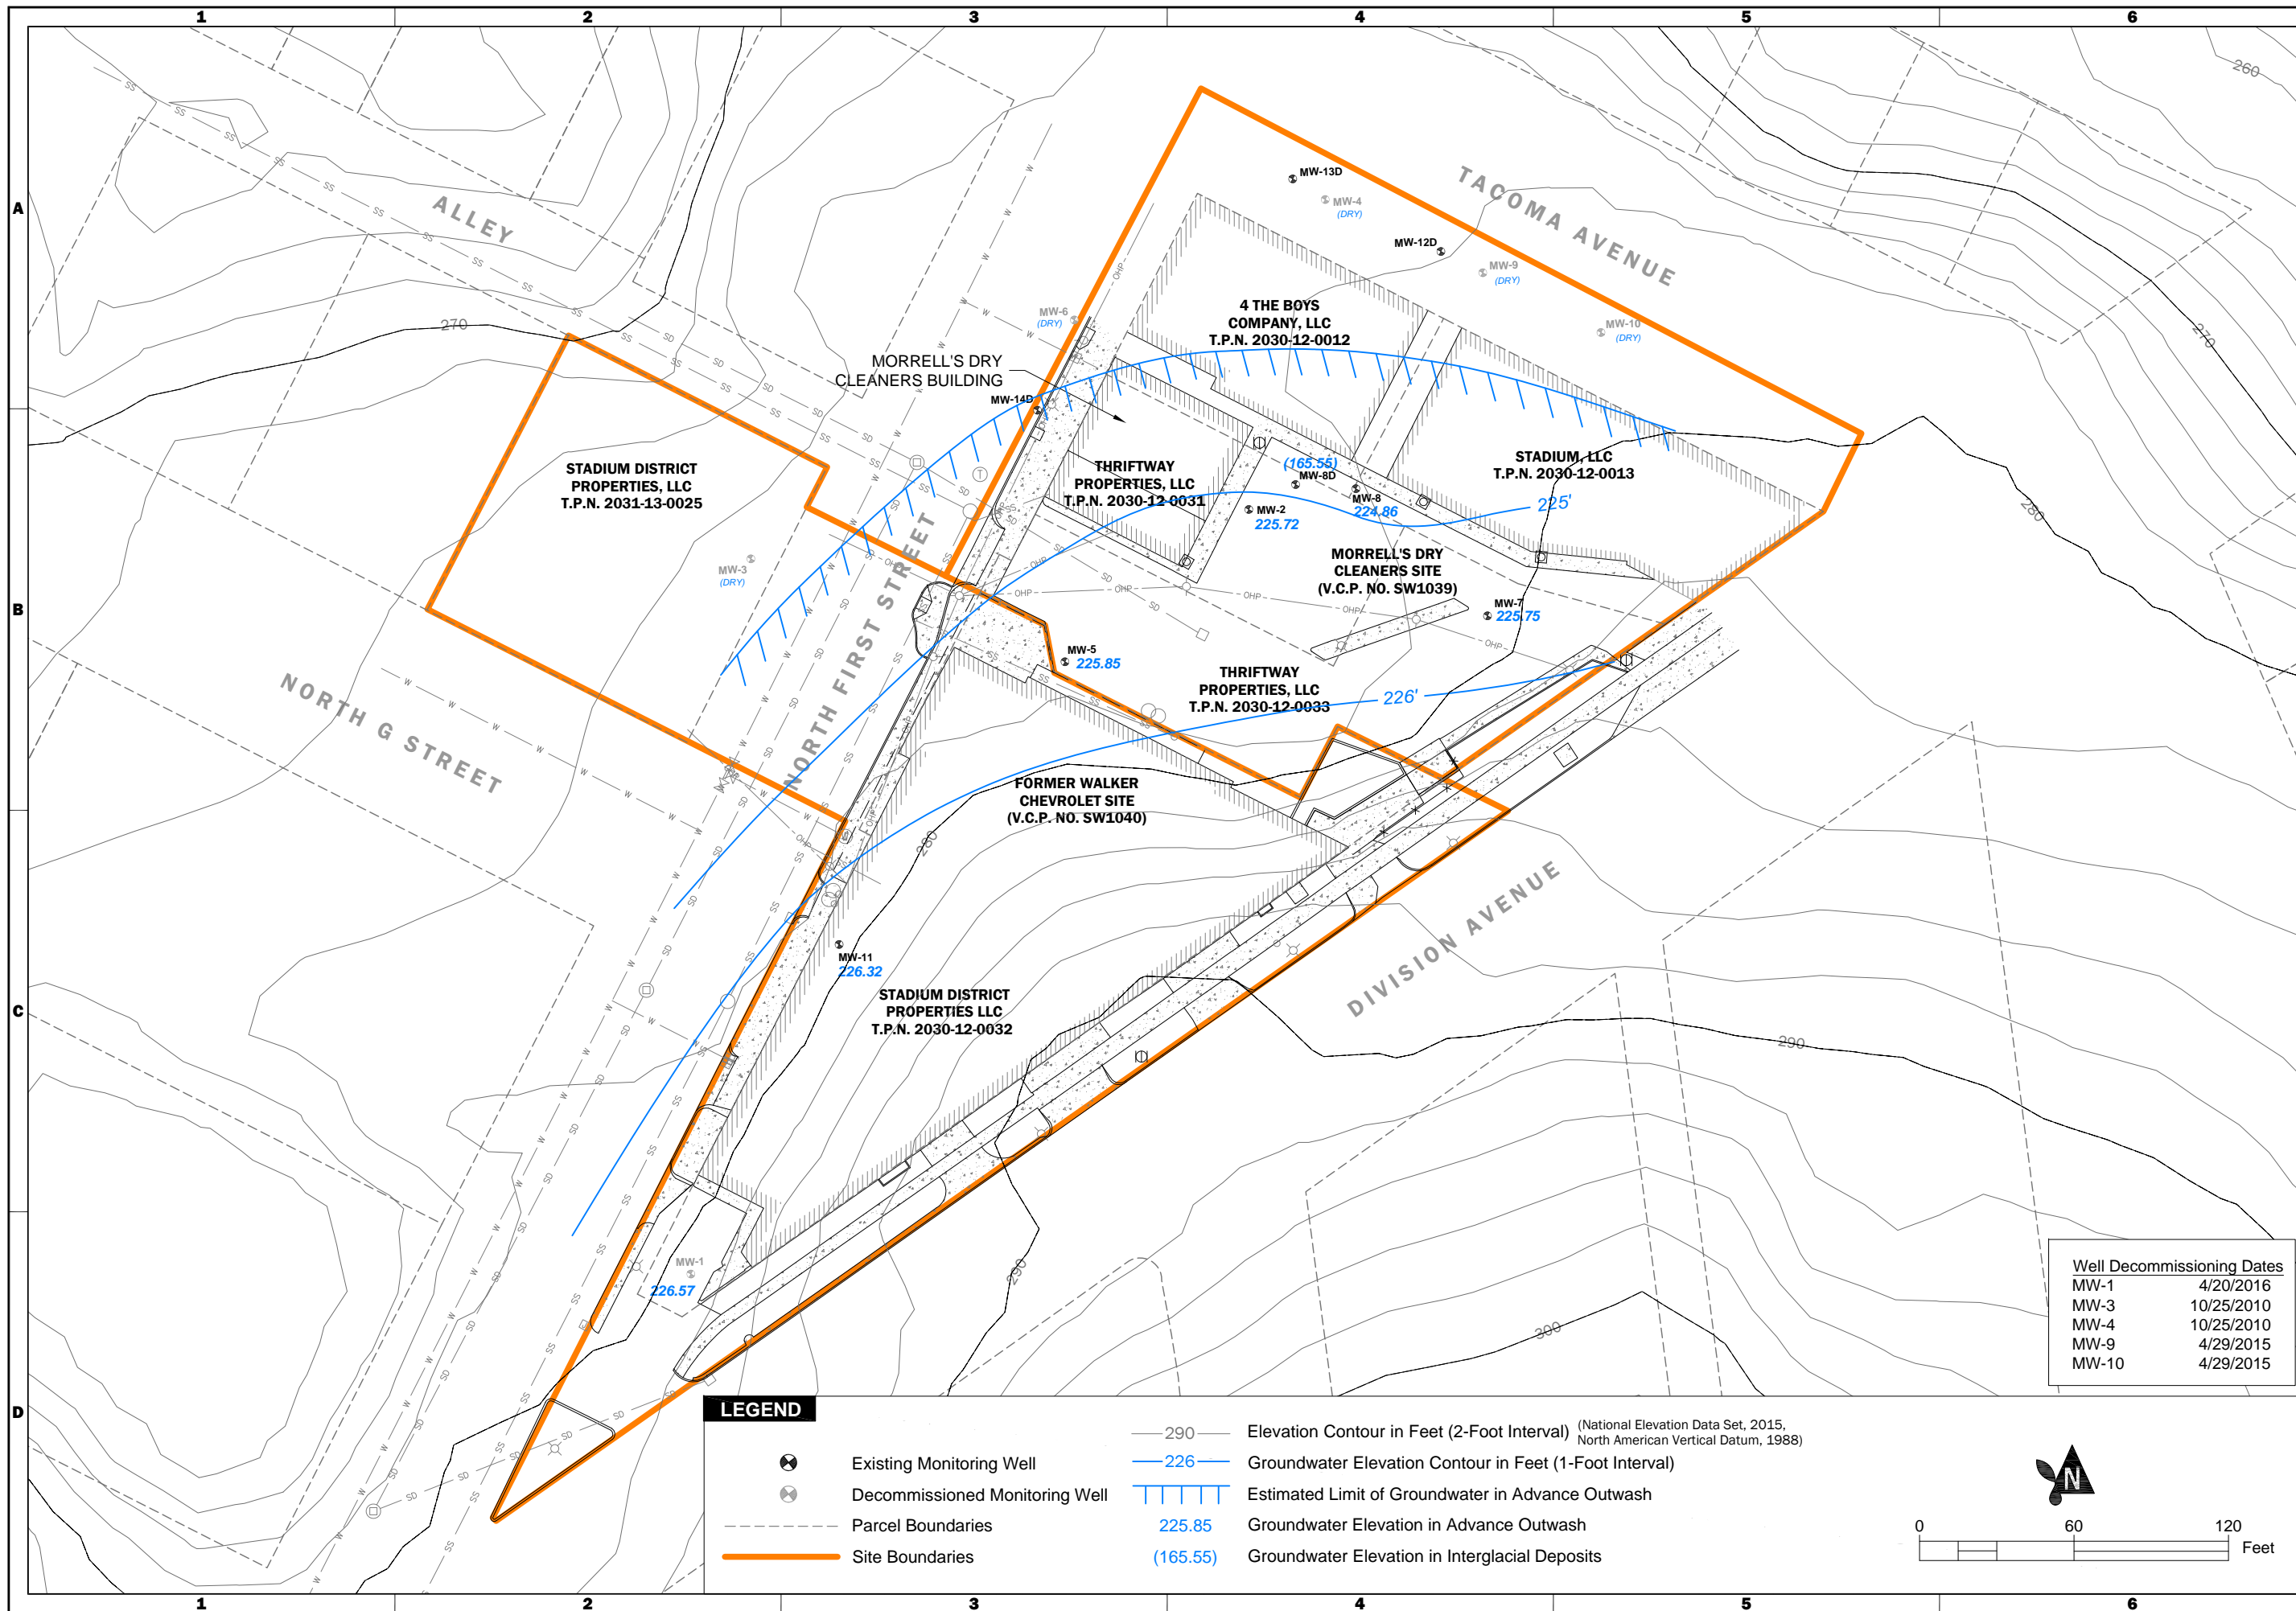 1 2 3 4 5 6
A
B
C
D
260
TACOMA AVENUE
MW-13D
MW-4
(DRY)
MW-12D
MW-9
(DRY)
MW-10
(DRY)
ALLEY
270
270
MW-6
(DRY)
4 THE BOYS
COMPANY, LLC
T.P.N. 2030-12-0012
MORRELL'S DRY
CLEANERS BUILDING
MW-14D
STADIUM DISTRICT
PROPERTIES, LLC
T.P.N. 2031-13-0025
THRIFTWAY
PROPERTIES, LLC
T.P.N. 2030-12-0031
(165.55)
MW-8D
MW-8
224.86
MW-2
225.72
STADIUM, LLC
T.P.N. 2030-12-0013
225'
280
MORRELL'S DRY
CLEANERS SITE
(V.C.P. NO. SW1039)
MW-3
(DRY)
MW-7
225.75
MW-5
225.85
THRIFTWAY
PROPERTIES, LLC
T.P.N. 2030-12-0033
226'
NORTH FIRST STREET
NORTH G STREET
FORMER WALKER
CHEVROLET SITE
(V.C.P. NO. SW1040)
280
DIVISION AVENUE
MW-11
226.32
STADIUM DISTRICT
PROPERTIES LLC
T.P.N. 2030-12-0032
290
290
MW-1
226.57
300
Well Decommissioning Dates
MW-1 4/20/2016
MW-3 10/25/2010
MW-4 10/25/2010
MW-9 4/29/2015
MW-10 4/29/2015
LEGEND
Existing Monitoring Well
Decommissioned Monitoring Well
Parcel Boundaries
Site Boundaries
290 Elevation Contour in Feet (2-Foot Interval) (National Elevation Data Set, 2015,
North American Vertical Datum, 1988)
226 Groundwater Elevation Contour in Feet (1-Foot Interval)
Estimated Limit of Groundwater in Advance Outwash
225.85 Groundwater Elevation in Advance Outwash
(165.55) Groundwater Elevation in Interglacial Deposits
N
0 60 120
Feet
1 2 3 4 5 6